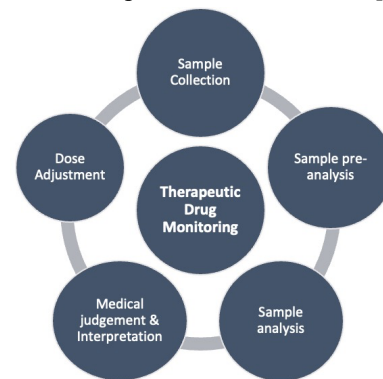 Sample
Collection
Sample pre-
analysis
Sample
analysis
Medical
judgement &
Interpretation
Dose
Adjustment
Therapeutic
Drug
Monitoring